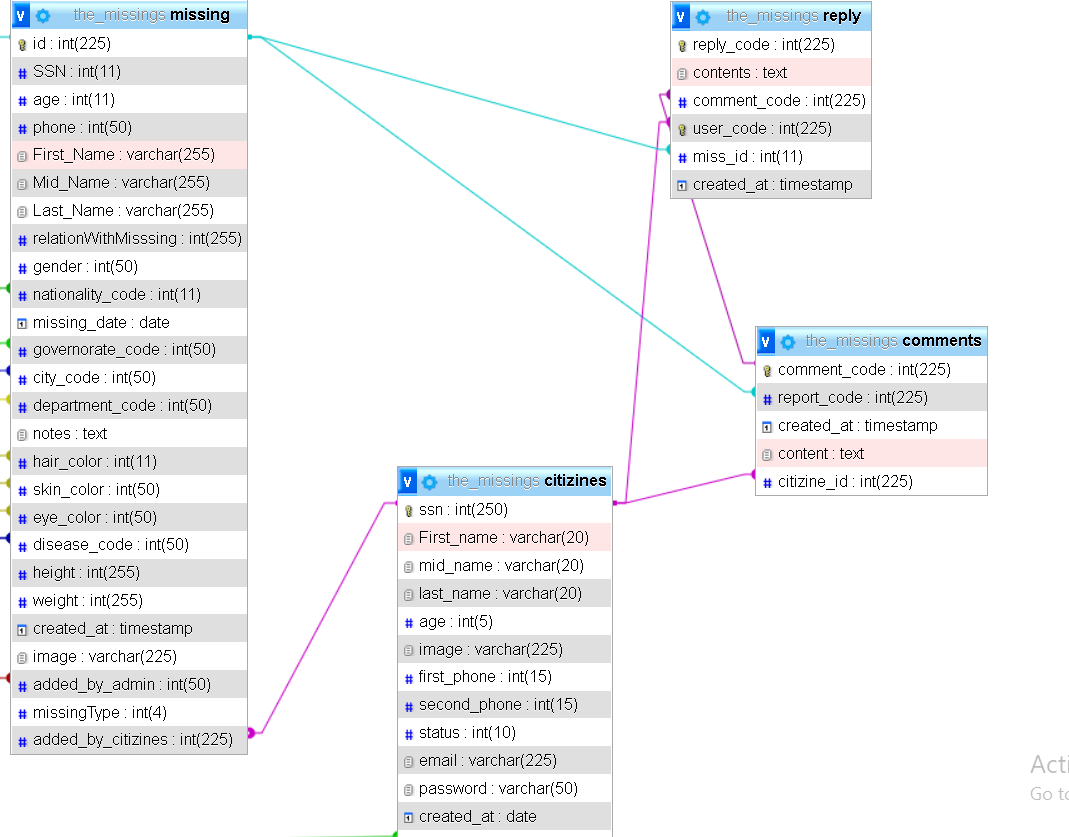 the_missings missing
id : int(225)
SSN : int(11)
age : int(11)
phone : int(50)
First_Name : varchar(255)
Mid_Name : varchar(255)
Last_Name : varchar(255)
relationWithMisssing : int(255)
gender : int(50)
nationality_code : int(11)
missing_date : date
governorate_code : int(50)
city_code : int(50)
department_code : int(50)
notes : text
hair_color : int(11)
skin_color : int(50)
eye_color : int(50)
disease_code : int(50)
height : int(255)
weight : int(255)
created_at : timestamp
image : varchar(225)
added_by_admin : int(50)
missingType : int(4)
added_by_citizines : int(225)
the_missings reply
reply_code : int(225)
contents : text
comment_code : int(225)
user_code : int(225)
miss_id : int(11)
created_at : timestamp
the_missings comments
comment_code : int(225)
report_code : int(225)
created_at : timestamp
content : text
citizine_id : int(225)
the_missings citizines
ssn : int(250)
First_name : varchar(20)
mid_name : varchar(20)
last_name : varchar(20)
age : int(5)
image : varchar(225)
first_phone : int(15)
second_phone : int(15)
status : int(10)
email : varchar(225)
password : varchar(50)
created_at : date
Acti
Go to